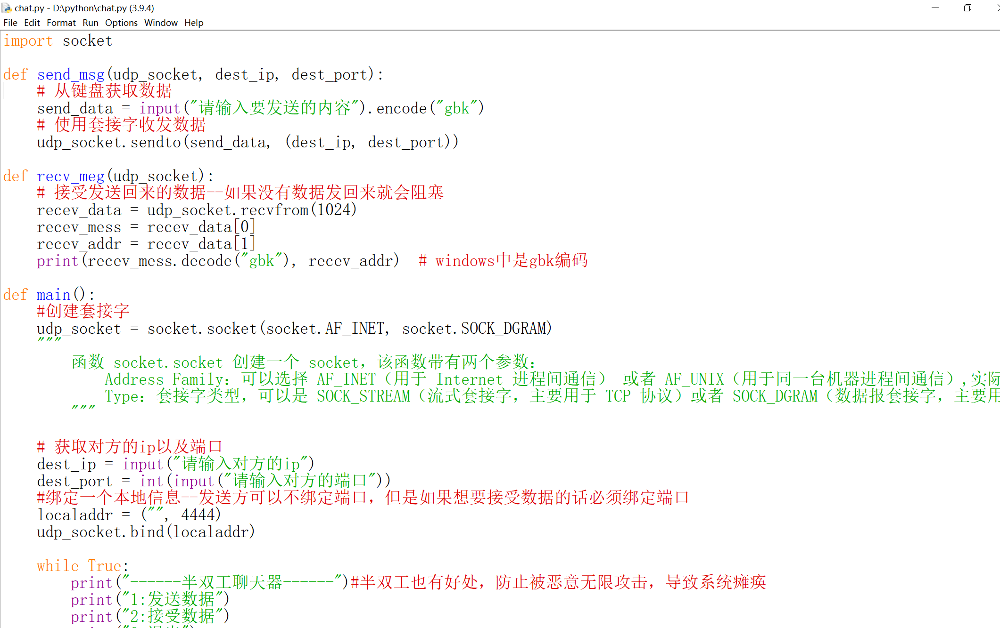 chat.py - D:\python\chat.py (3.9.4)
File Edit Format Run Options Window Help
import socket
def send_msg(udp_socket, dest_ip, dest_port):
    # 从键盘获取数据
    send_data = input("请输入要发送的内容").encode("gbk")
    # 使用套接字收发数据
    udp_socket.sendto(send_data, (dest_ip, dest_port))
def recv_meg(udp_socket):
    # 接受发送回来的数据--如果没有数据发回来就会阻塞
    recev_data = udp_socket.recvfrom(1024)
    recev_mess = recev_data[0]
    recev_addr = recev_data[1]
    print(recev_mess.decode("gbk"), recev_addr)  # windows中是gbk编码
def main():
    #创建套接字
    udp_socket = socket.socket(socket.AF_INET, socket.SOCK_DGRAM)
    """
        函数 socket.socket 创建一个 socket，该函数带有两个参数：
            Address Family：可以选择 AF_INET（用于 Internet 进程间通信） 或者 AF_UNIX（用于同一台机器进程间通信）,实际
            Type：套接字类型，可以是 SOCK_STREAM（流式套接字，主要用于 TCP 协议）或者 SOCK_DGRAM（数据报套接字，主要用
        """
    # 获取对方的ip以及端口
    dest_ip = input("请输入对方的ip")
    dest_port = int(input("请输入对方的端口"))
    #绑定一个本地信息--发送方可以不绑定端口，但是如果想要接受数据的话必须绑定端口
    localaddr = ("", 4444)
    udp_socket.bind(localaddr)
    while True:
        print("------半双工聊天器------")#半双工也有好处，防止被恶意无限攻击，导致系统瘫痪
        print("1:发送数据")
        print("2:接受数据")